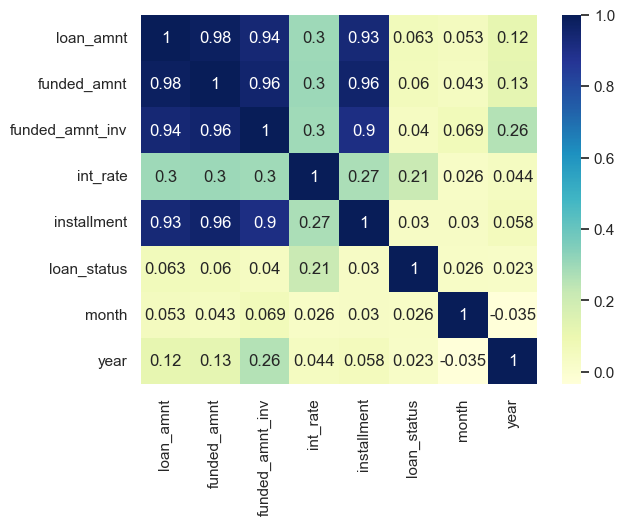 loan_amnt 1 0.98 0.94 0.3 0.93 0.063 0.053 0.12
funded_amnt 0.98 1 0.96 0.3 0.96 0.06 0.043 0.13
funded_amnt_inv 0.94 0.96 1 0.3 0.9 0.04 0.069 0.26
int_rate 0.3 0.3 0.3 1 0.27 0.21 0.026 0.044
installment 0.93 0.96 0.9 0.27 1 0.03 0.03 0.058
loan_status 0.063 0.06 0.04 0.21 0.03 1 0.026 0.023
month 0.053 0.043 0.069 0.026 0.03 0.026 1 -0.035
year 0.12 0.13 0.26 0.044 0.058 0.023 -0.035 1
loan_amnt
funded_amnt
funded_amnt_inv
int_rate
installment
loan_status
month
year
1.0
0.8
0.6
0.4
0.2
0.0